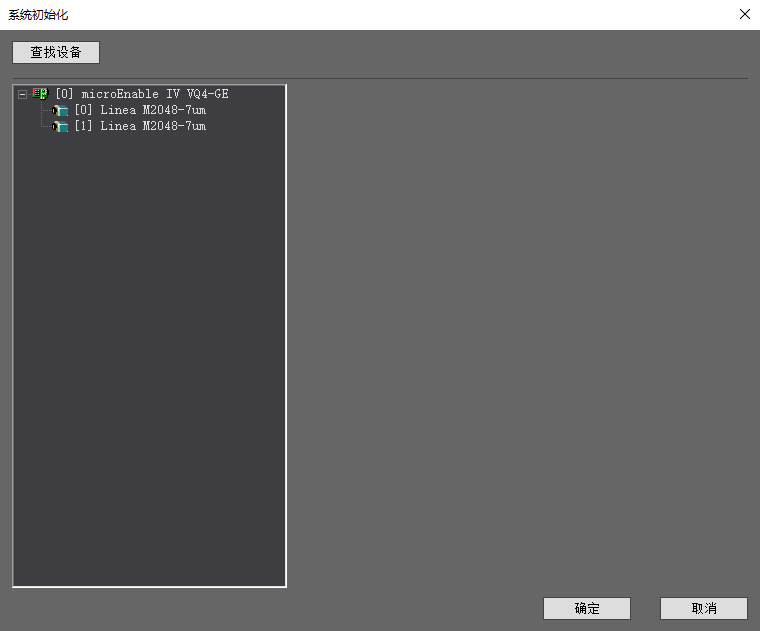 系统初始化
查找设备
[0] microEnable IV VQ4-GE
[0] Linea M2048-7um
[1] Linea M2048-7um
确定
取消